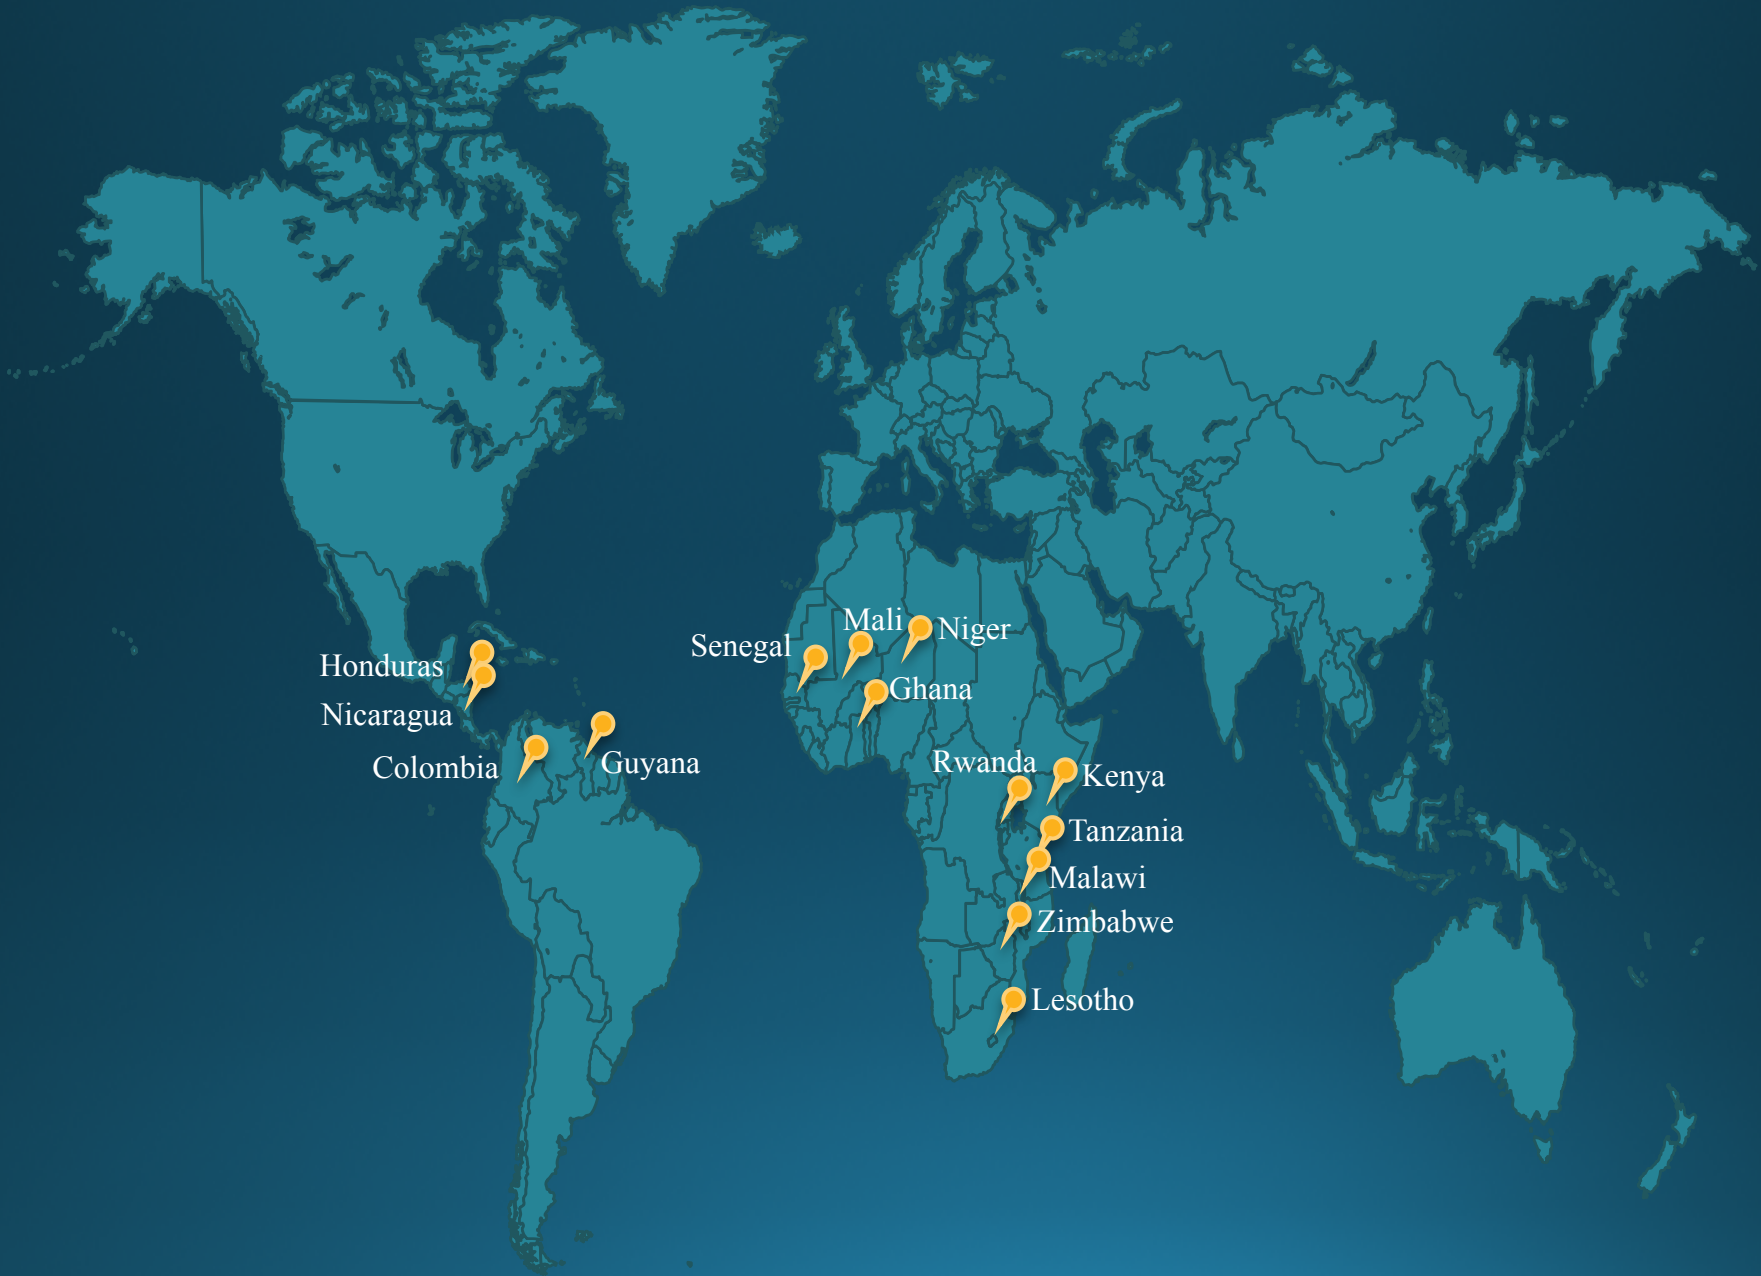 Mali
Niger
Senegal
Honduras
Ghana
Nicaragua
Rwanda
Guyana
Colombia
Kenya
Tanzania
Malawi
Zimbabwe
Lesotho